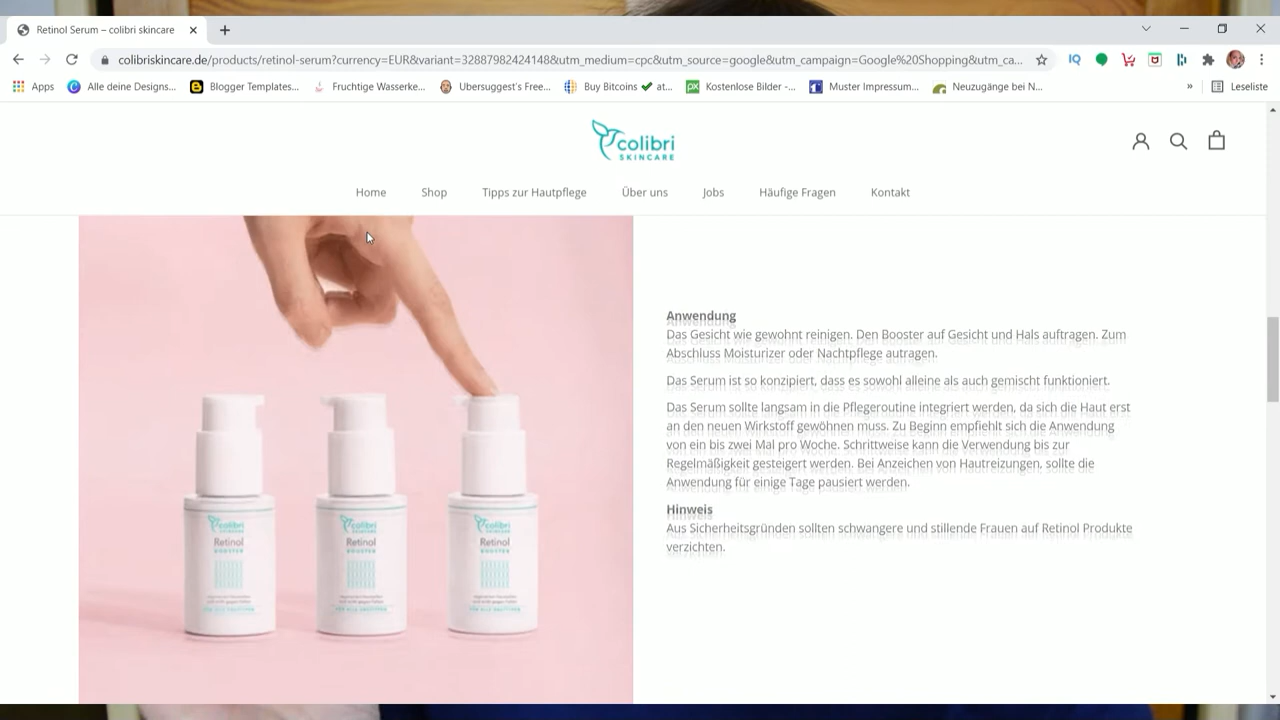 Retinol Serum – colibri skincare
colibriskincare.de/products/retinol-serum?currency=EUR&variant=32887982424148&utm_medium=cpc&utm_source=google&utm_campaign=Google%20Shopping&utm_ca...
Apps
Alle deine Designs...
Blogger Templates...
Fruchtige Wasserke...
Ubersuggest's Free...
Buy Bitcoins ✔ at...
Kostenlose Bilder -...
Muster Impressum...
Neuzugänge bei N...
»
Leseliste
colibri
SKINCARE
Home
Shop
Tipps zur Hautpflege
Über uns
Jobs
Häufige Fragen
Kontakt
Anwendung
Das Gesicht wie gewohnt reinigen. Den Booster auf Gesicht und Hals auftragen. Zum
Abschluss Moisturizer oder Nachtpflege autragen.
Das Serum ist so konzipiert, dass es sowohl alleine als auch gemischt funktioniert.
Das Serum sollte langsam in die Pflegeroutine integriert werden, da sich die Haut erst
an den neuen Wirkstoff gewöhnen muss. Zu Beginn empfiehlt sich die Anwendung
von ein bis zwei Mal pro Woche. Schrittweise kann die Verwendung bis zur
Regelmäßigkeit gesteigert werden. Bei Anzeichen von Hautreizungen, sollte die
Anwendung für einige Tage pausiert werden.
Hinweis
Aus Sicherheitsgründen sollten schwangere und stillende Frauen auf Retinol Produkte
verzichten.
colibri
SKINCARE
Retinol
BOOSTER
colibri
SKINCARE
Retinol
BOOSTER
colibri
SKINCARE
Retinol
BOOSTER